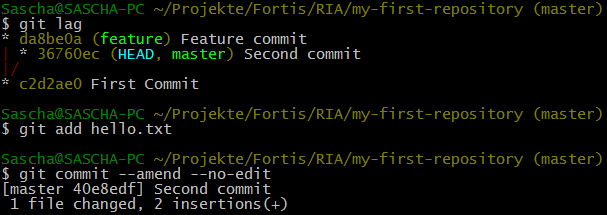 Sascha@SASCHA-PC ~/Projekte/Fortis/RIA/my-first-repository (master)
$ git lag
* da8be0a (feature) Feature commit
| * 36760ec (HEAD, master) Second commit
|/
* c2d2ae0 First Commit

Sascha@SASCHA-PC ~/Projekte/Fortis/RIA/my-first-repository (master)
$ git add hello.txt

Sascha@SASCHA-PC ~/Projekte/Fortis/RIA/my-first-repository (master)
$ git commit --amend --no-edit
[master 40e8edf] Second commit
 1 file changed, 2 insertions(+)